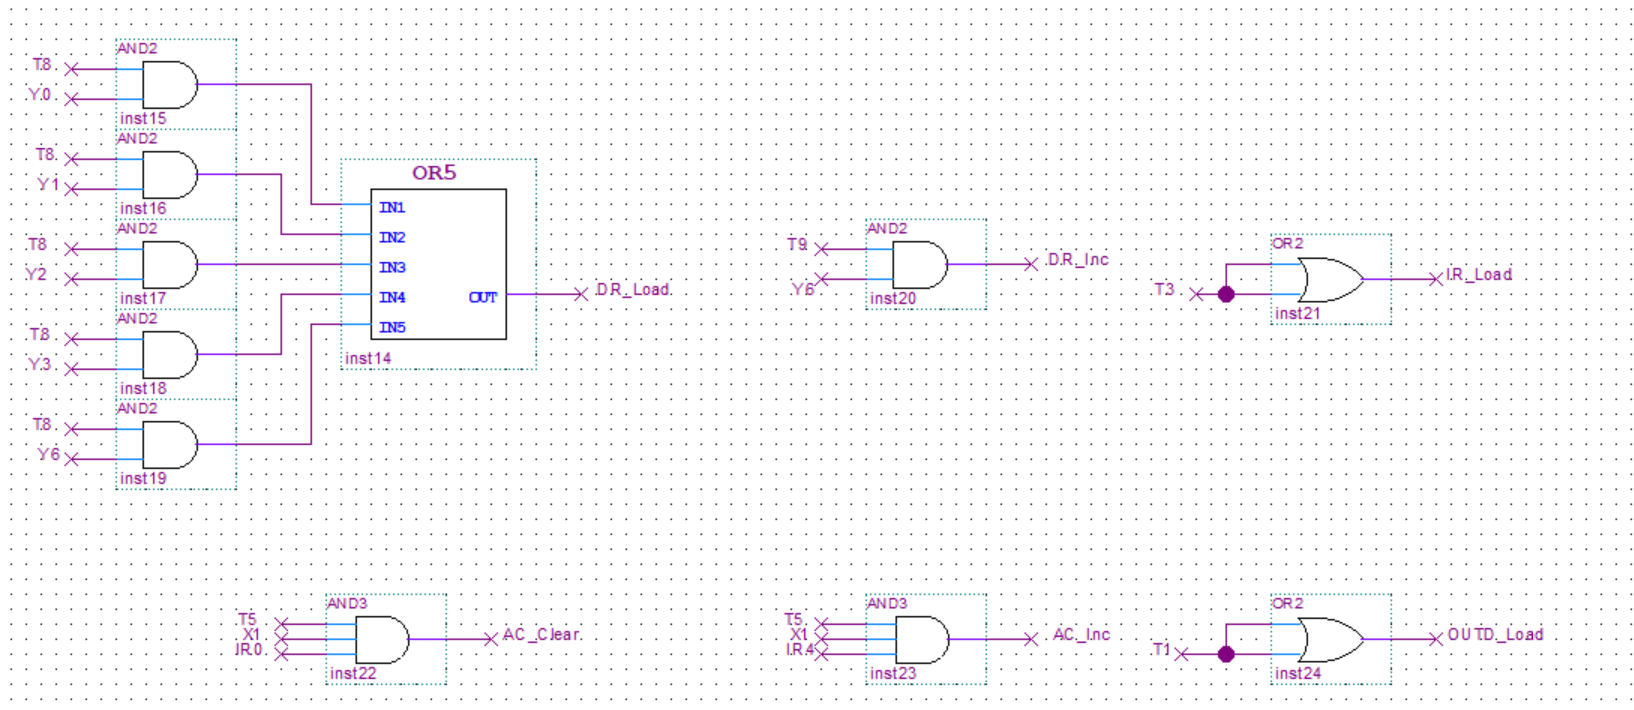 AND2
T8
Y0
inst15
AND2
T8
Y1
inst16
AND2
T8
Y2
inst17
AND2
T8
Y3
inst18
AND2
T8
Y6
inst19
OR5
IN1
IN2
IN3
IN4
IN5
OUT
inst14
DR_Load
AND2
T9
Y6
inst20
DR_Inc
OR2
T3
inst21
IR_Load
AND3
T5
X1
IR0
inst22
AC_Clear
AND3
T5
X1
IR4
inst23
AC_Inc
OR2
T1
inst24
OUTD_Load